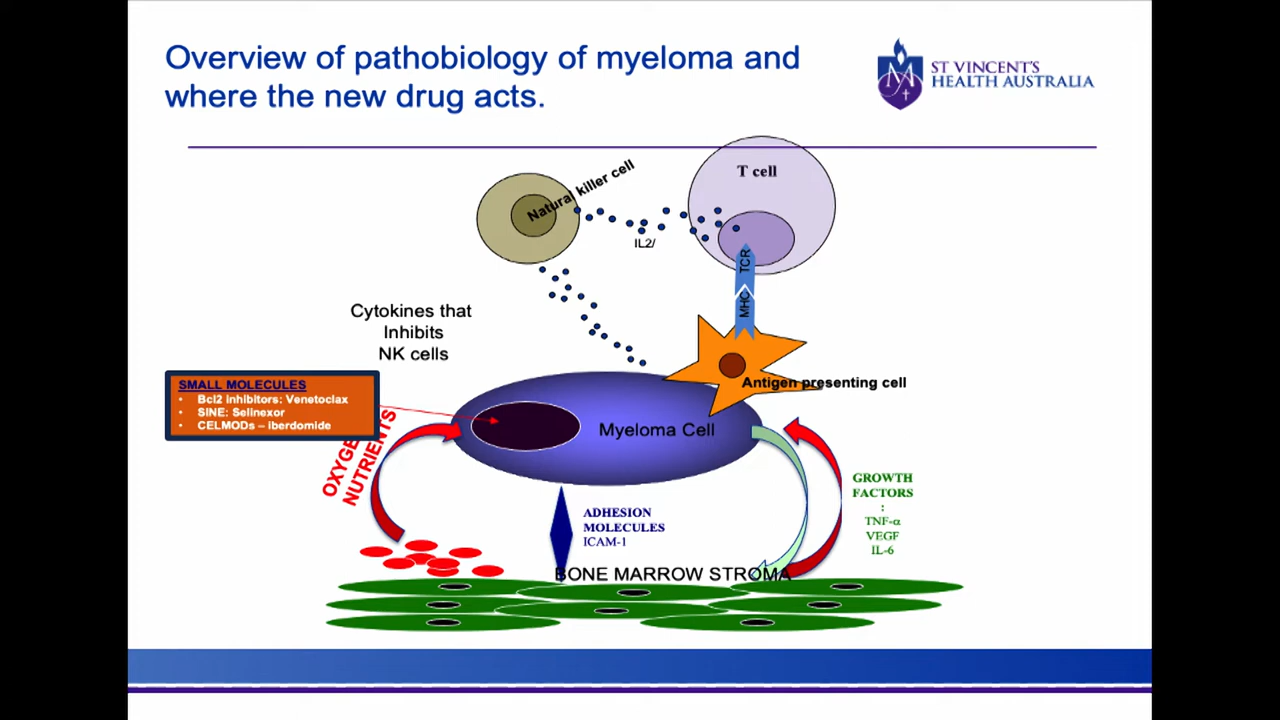 Overview of pathobiology of myeloma and
where the new drug acts.
ST VINCENT'S
HEALTH AUSTRALIA
Natural killer cell
T cell
IL2/
TCR
MHC
Cytokines that
Inhibits
NK cells
Antigen presenting cell
SMALL MOLECULES
• Bcl2 inhibitors: Venetoclax
• SINE: Selinexor
• CELMODs – iberdomide
NUTRIENTS
Myeloma Cell
GROWTH
FACTORS
:
TNF-α
VEGF
IL-6
ADHESION
MOLECULES
ICAM-1
BONE MARROW STROMA